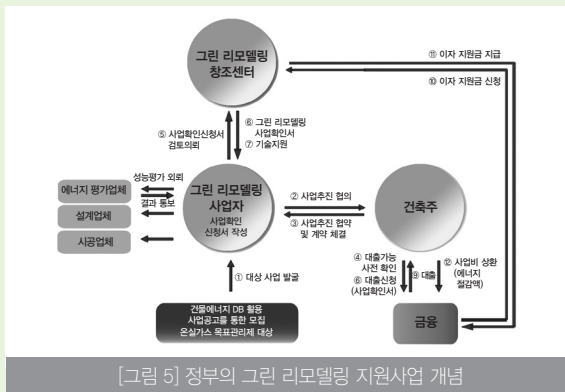 그린 리모델링
창조센터
⑪ 이자 지원금 지급
⑩ 이자 지원금 신청
⑤ 사업확인신청서
검토의뢰
⑥ 그린 리모델링
사업확인서
⑦ 기술지원
성능평가 외뢰
결과 통보
에너지 평가업체
설계업체
시공업체
그린 리모델링
사업자
사업확인
신청서 작성
② 사업추진 협의
③ 사업추진 협약
및 계약 체결
건축주
① 대상 사업 발굴
④ 대출가능
사전 확인
⑥ 대출신청
(사업확인서)
⑨ 대출
⑫ 사업비 상환
(에너지
절감액)
건물에너지 DB 활용
사업공고를 통한 모집
온실가스 목표관리제 대상
금융
[그림 5] 정부의 그린 리모델링 지원사업 개념